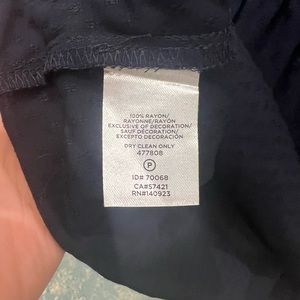 100% RAYON/
RAYONNE/RAYÓN
EXCLUSIVE OF DECORATION/
SAUF DÉCORATION/
EXCEPTO DECORACIÓN
DRY CLEAN ONLY
477808
P
ID# 70068
CA#57421
RN#140923